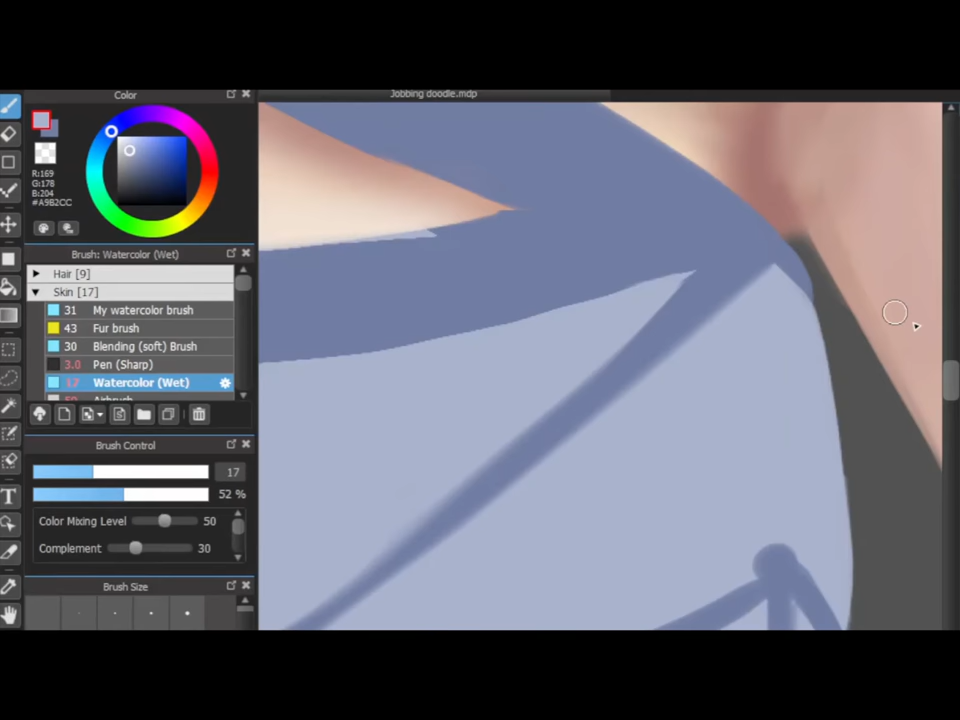 Color
Jobbing doodle.mdp
R:169
G:178
B:204
#A9B2CC
Brush: Watercolor (Wet)
Hair [9]
Skin [17]
31 My watercolor brush
43 Fur brush
30 Blending (soft) Brush
3.0 Pen (Sharp)
17 Watercolor (Wet)
50 Airbrush
Brush Control
17
52 %
Color Mixing Level 50
Complement 30
Brush Size
T